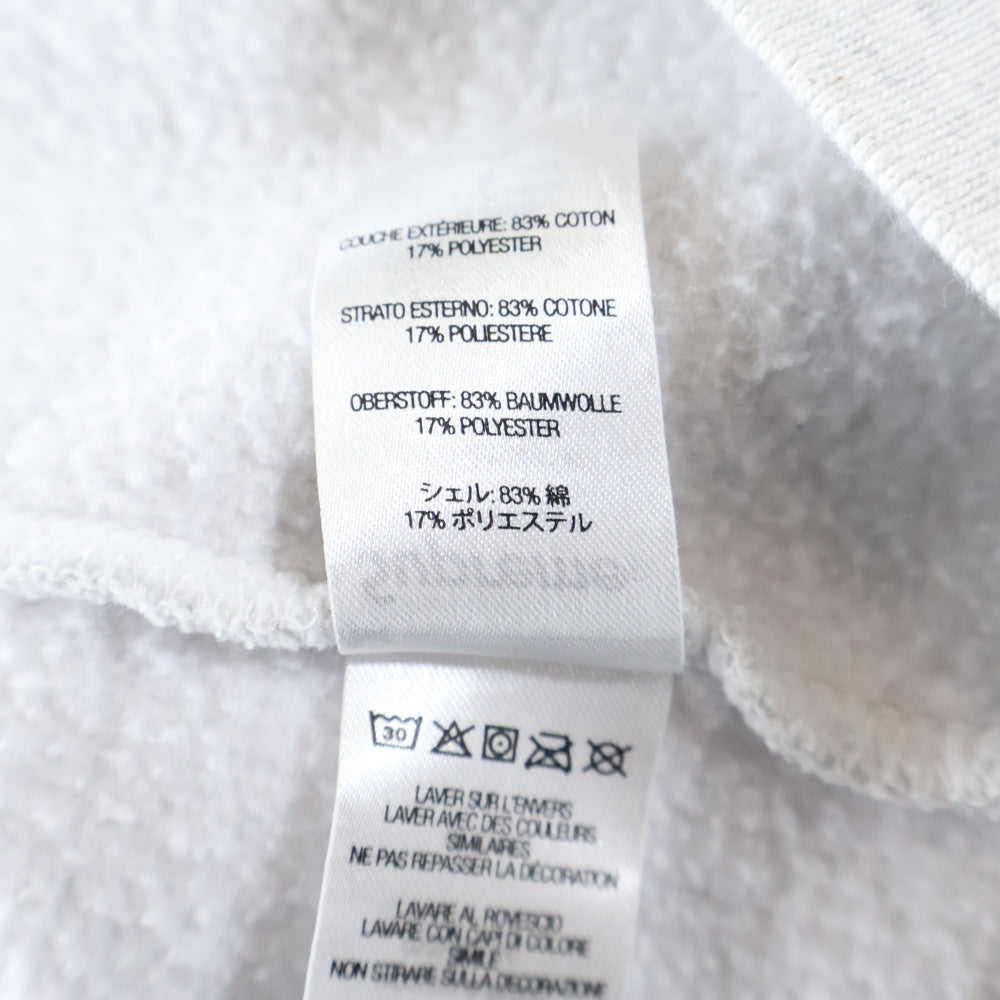 COUCHE EXTÉRIEURE: 83% COTON
17% POLYESTER
STRATO ESTERNO: 83% COTONE
17% POLIESTERE
OBERSTOFF: 83% BAUMWOLLE
17% POLYESTER
シェル: 83% 綿
17% ポリエステル
30
LAVER SUR L'ENVERS
LAVER AVEC DES COULEURS
SIMILAIRES
NE PAS REPASSER LA DÉCORATION
LAVARE AL ROVESCIO
LAVARE CON CAPI DI COLORE
SIMILE
NON STIRARE SULLA DECORAZIONE